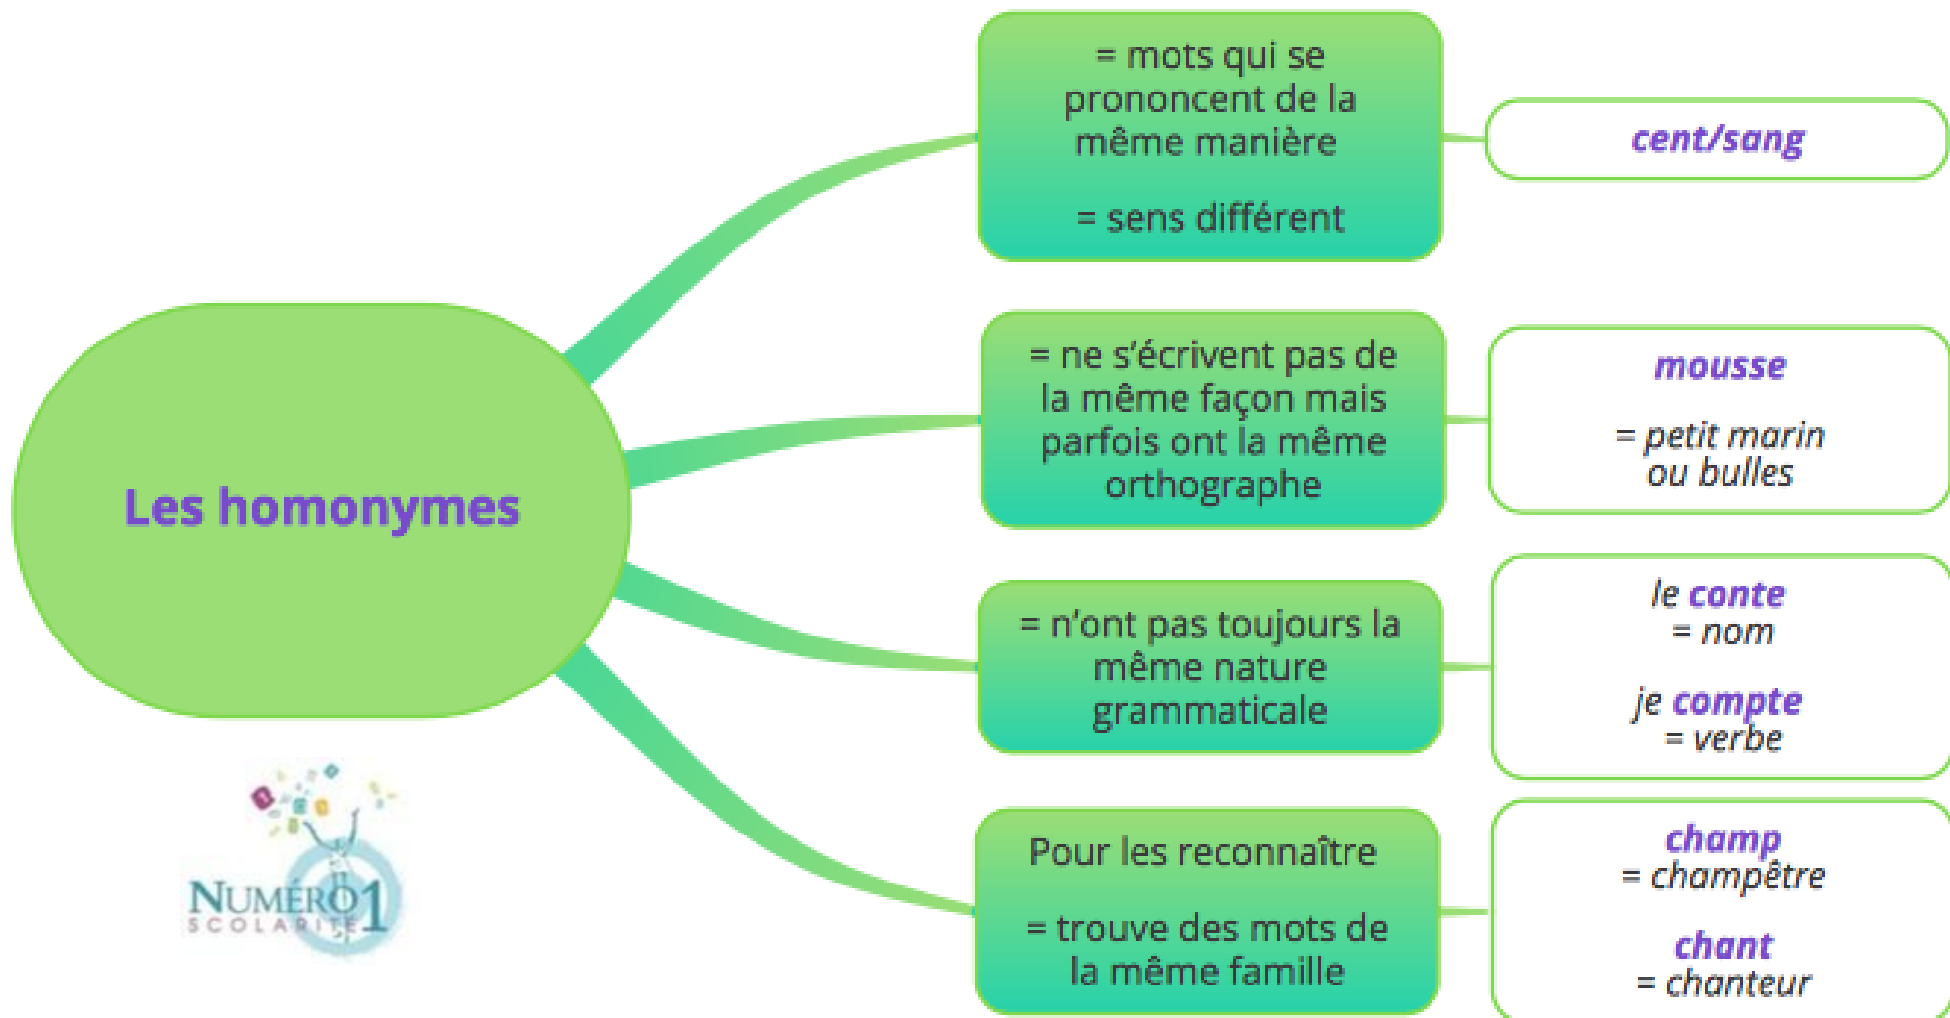 Les homonymes
= mots qui se
prononcent de la
même manière
= sens différent
cent/sang
= ne s'écrivent pas de
la même façon mais
parfois ont la même
orthographe
mousse
= petit marin
ou bulles
= n'ont pas toujours la
même nature
grammaticale
le conte
= nom
je compte
= verbe
Pour les reconnaître
= trouve des mots de
la même famille
champ
= champêtre
chant
= chanteur
NUMÉRO1
SCOLARITÉ